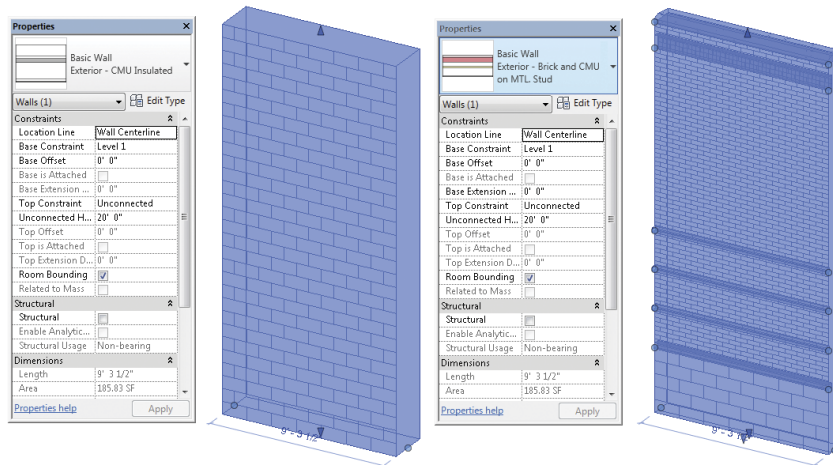 Properties
Basic Wall
Exterior - CMU Insulated
Walls (1)
Edit Type
Constraints
Location Line Wall Centerline
Base Constraint Level 1
Base Offset 0' 0"
Base is Attached
Base Extension ... 0' 0"
Top Constraint Unconnected
Unconnected H... 20' 0"
Top Offset 0' 0"
Top is Attached
Top Extension D... 0' 0"
Room Bounding
Related to Mass
Structural
Structural
Enable Analytic...
Structural Usage Non-bearing
Dimensions
Length 9' 3 1/2"
Area 185.83 SF
Properties help
Apply
9' - 3 1/2"
Properties
Basic Wall
Exterior - Brick and CMU
on MTL. Stud
Walls (1)
Edit Type
Constraints
Location Line Wall Centerline
Base Constraint Level 1
Base Offset 0' 0"
Base is Attached
Base Extension ... 0' 0"
Top Constraint Unconnected
Unconnected H... 20' 0"
Top Offset 0' 0"
Top is Attached
Top Extension D... 0' 0"
Room Bounding
Related to Mass
Structural
Structural
Enable Analytic...
Structural Usage Non-bearing
Dimensions
Length 9' 3 1/2"
Area 185.83 SF
Properties help
Apply